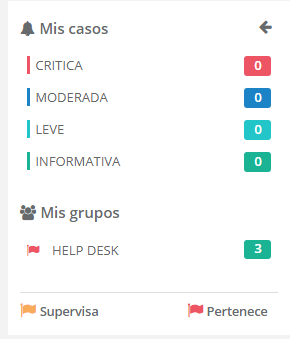 Mis casos
CRITICA 0
MODERADA 0
LEVE 0
INFORMATIVA 0
Mis grupos
HELP DESK 3
Supervisa Pertenece